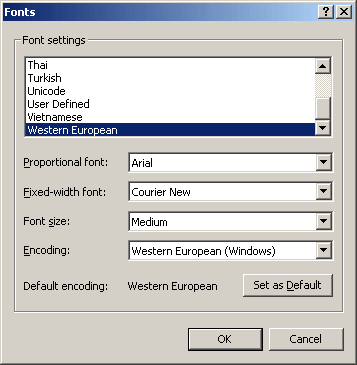 Fonts
Font settings
Thai
Turkish
Unicode
User Defined
Vietnamese
Western European
Proportional font: Arial
Fixed-width font: Courier New
Font size: Medium
Encoding: Western European (Windows)
Default encoding: Western European Set as Default
OK Cancel